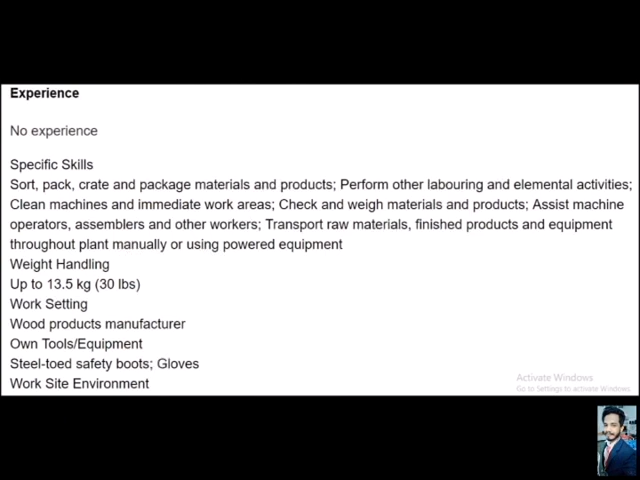 Experience
No experience
Specific Skills
Sort, pack, crate and package materials and products; Perform other labouring and elemental activities;
Clean machines and immediate work areas; Check and weigh materials and products; Assist machine
operators, assemblers and other workers; Transport raw materials, finished products and equipment
throughout plant manually or using powered equipment
Weight Handling
Up to 13.5 kg (30 lbs)
Work Setting
Wood products manufacturer
Own Tools/Equipment
Steel-toed safety boots; Gloves
Work Site Environment
Activate Windows
Go to Settings to activate Windows.